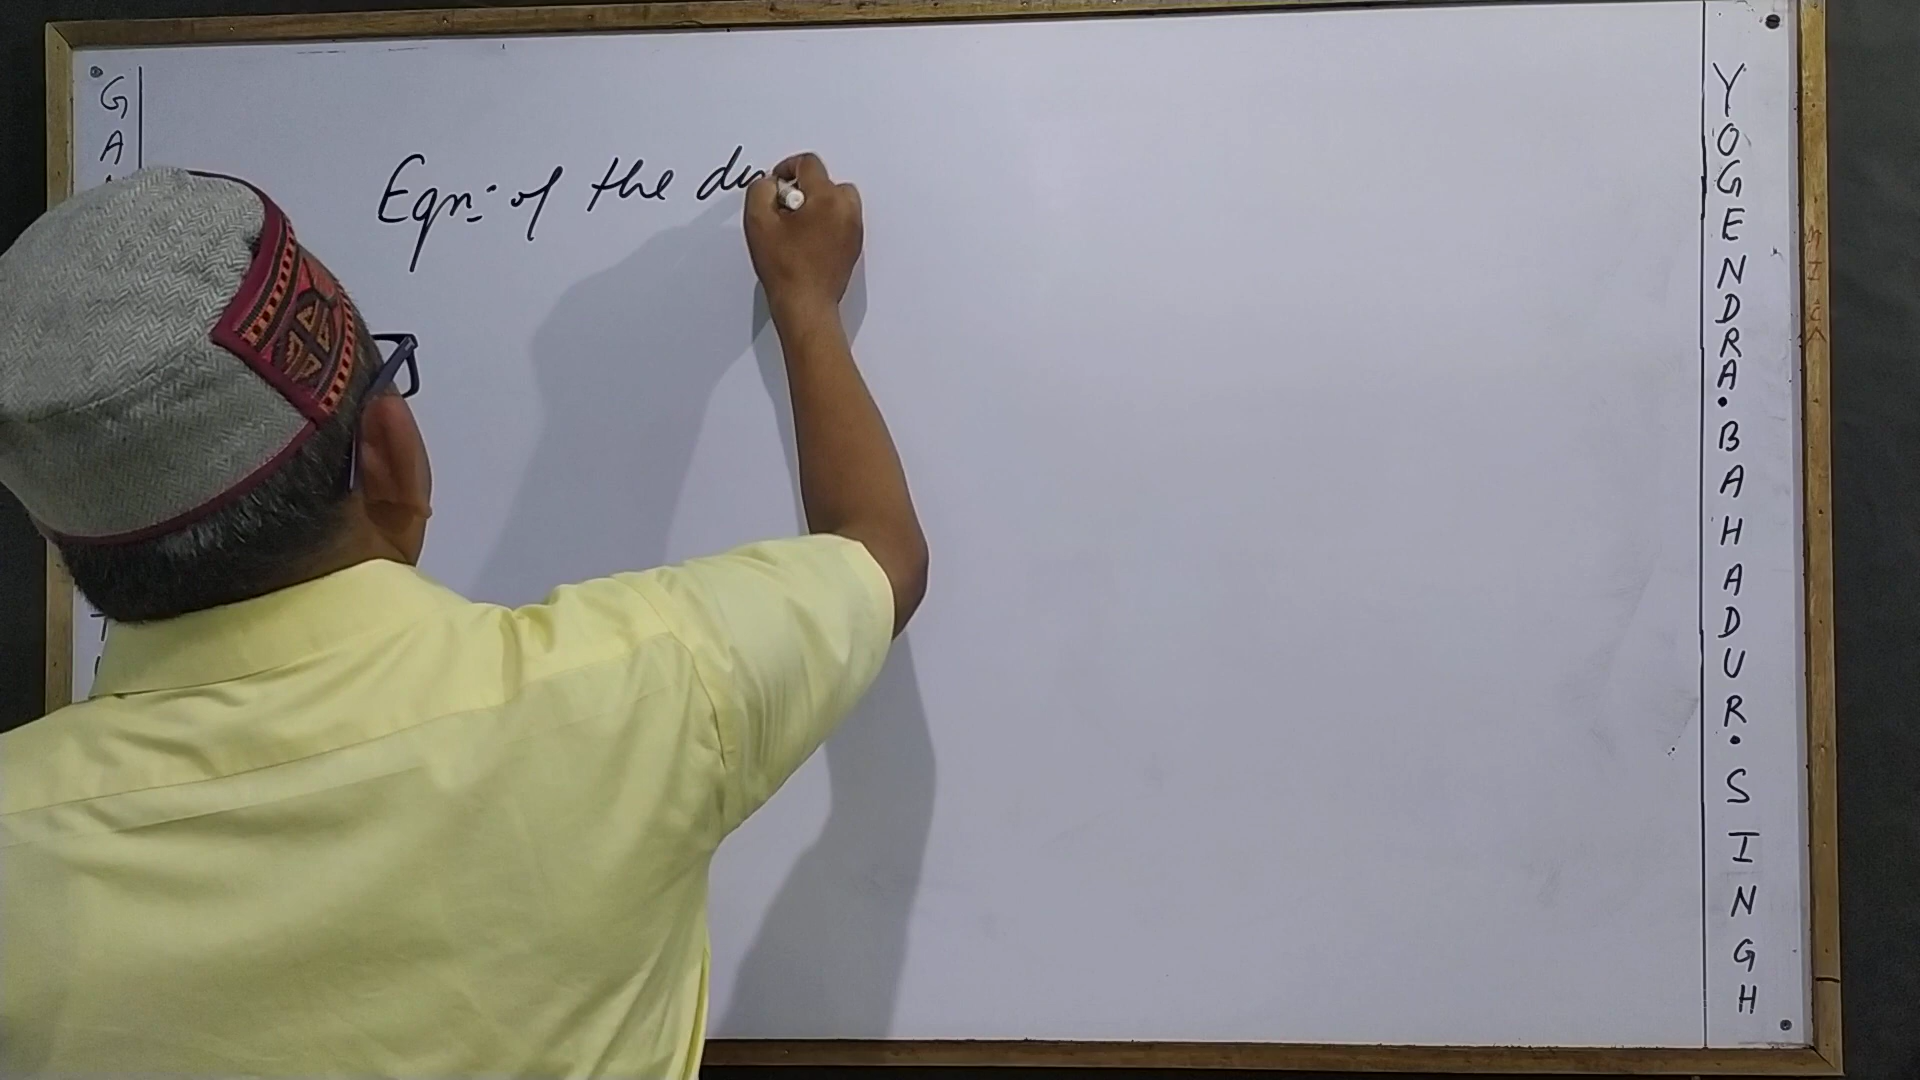 G
A
Eqn: of the
YOGENDRA•BAHADUR•SINGH